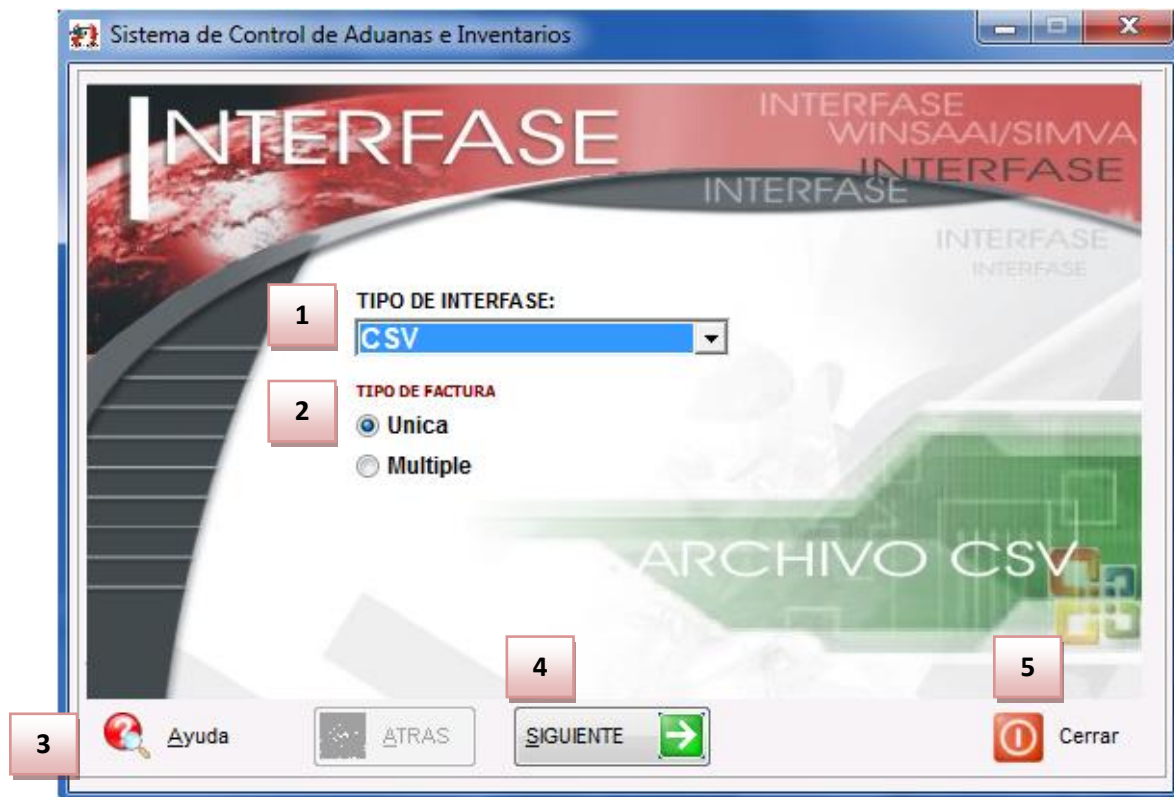 Sistema de Control de Aduanas e Inventarios
INTERFASE
INTERFASE
WINSAAI/SIMVA
INTERFASE
INTERFASE
INTERFASE
INTERFASE
1
TIPO DE INTERFASE:
CSV
2
TIPO DE FACTURA
Unica
Multiple
ARCHIVO CSV
4
5
3
Ayuda
ATRAS
SIGUIENTE
Cerrar